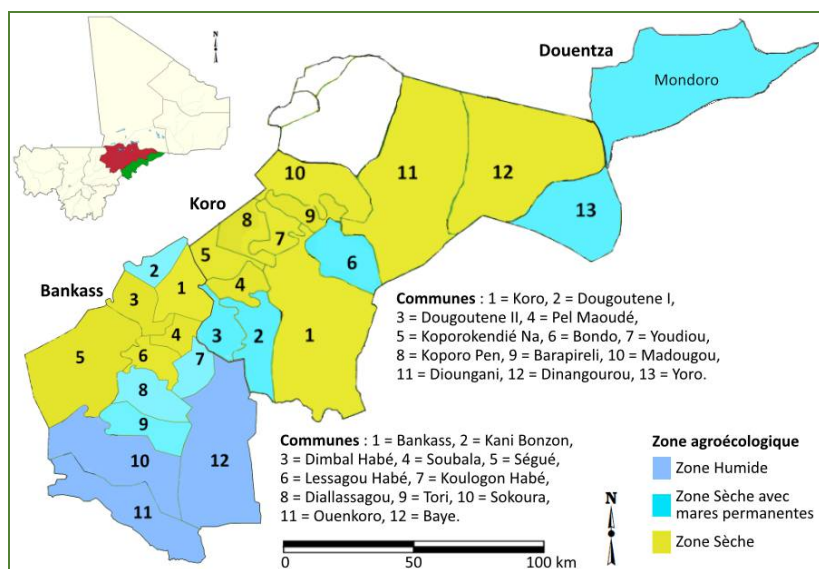 N
Douentza
Mondoro
10
11
12
13
Koro
8
9
7
5
6
4
2
1
Bankass
3
4
3
2
1
5
6
7
8
9
10
12
11
Communes : 1 = Koro, 2 = Dougoutene I,
3 = Dougoutene II, 4 = Pel Maoudé,
5 = Koporokendié Na, 6 = Bondo, 7 = Youdiou,
8 = Koporo Pen, 9 = Barapireli, 10 = Madougou,
11 = Dioungani, 12 = Dinangourou, 13 = Yoro.
Communes : 1 = Bankass, 2 = Kani Bonzon,
3 = Dimbal Habé, 4 = Soubala, 5 = Ségué,
6 = Lessagou Habé, 7 = Koulogon Habé,
8 = Diallassagou, 9 = Tori, 10 = Sokoura,
11 = Ouenkoro, 12 = Baye.
Zone agroécologique
Zone Humide
Zone Sèche avec
mares permanentes
Zone Sèche
N
0 50 100 km